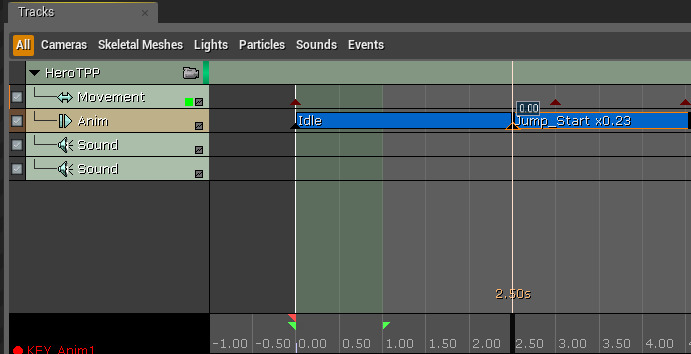 Tracks
All Cameras Skeletal Meshes Lights Particles Sounds Events
HeroTPP
Movement
0.00
Anim Idle Jump_Start x0.23
Sound
Sound
2.50s
-1.00 -0.50 0.00 0.50 1.00 1.50 2.00 2.50 3.00 3.50 4.00
KEY_Anim1